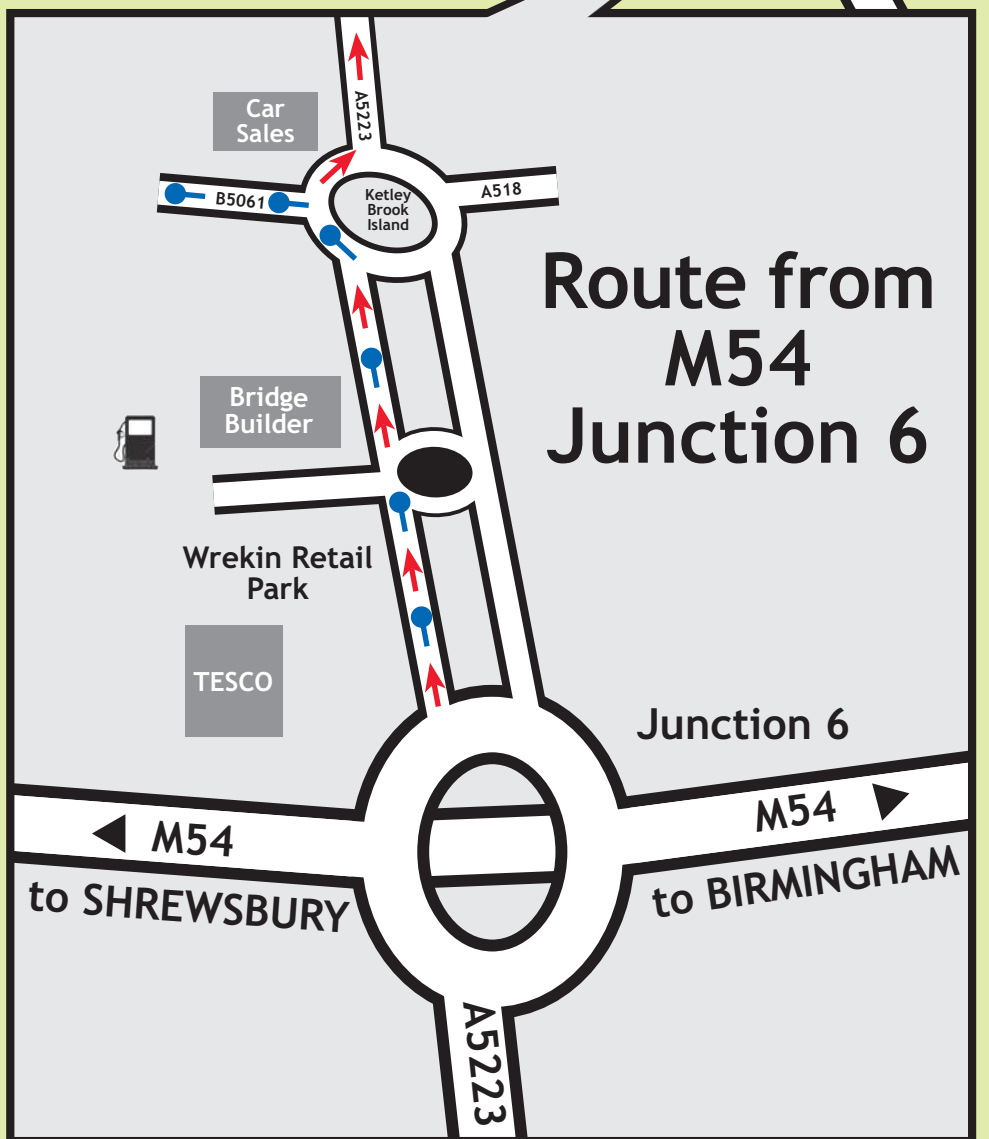 A5223
Car
Sales
B5061
Ketley
Brook
Island
A518
Route from
M54
Junction 6
Bridge
Builder
Wrekin Retail
Park
TESCO
Junction 6
M54
to SHREWSBURY
M54
to BIRMINGHAM
A5223